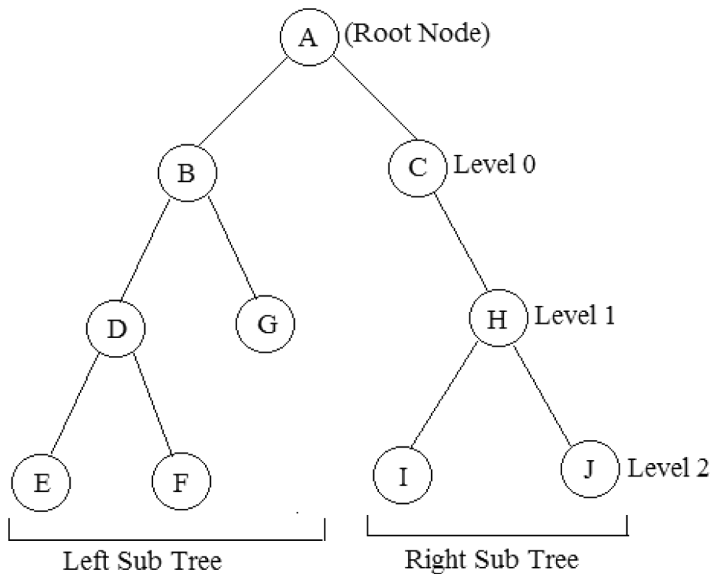 A (Root Node)
B
C Level 0
D
G
H Level 1
E
F
I
J Level 2
Left Sub Tree
Right Sub Tree